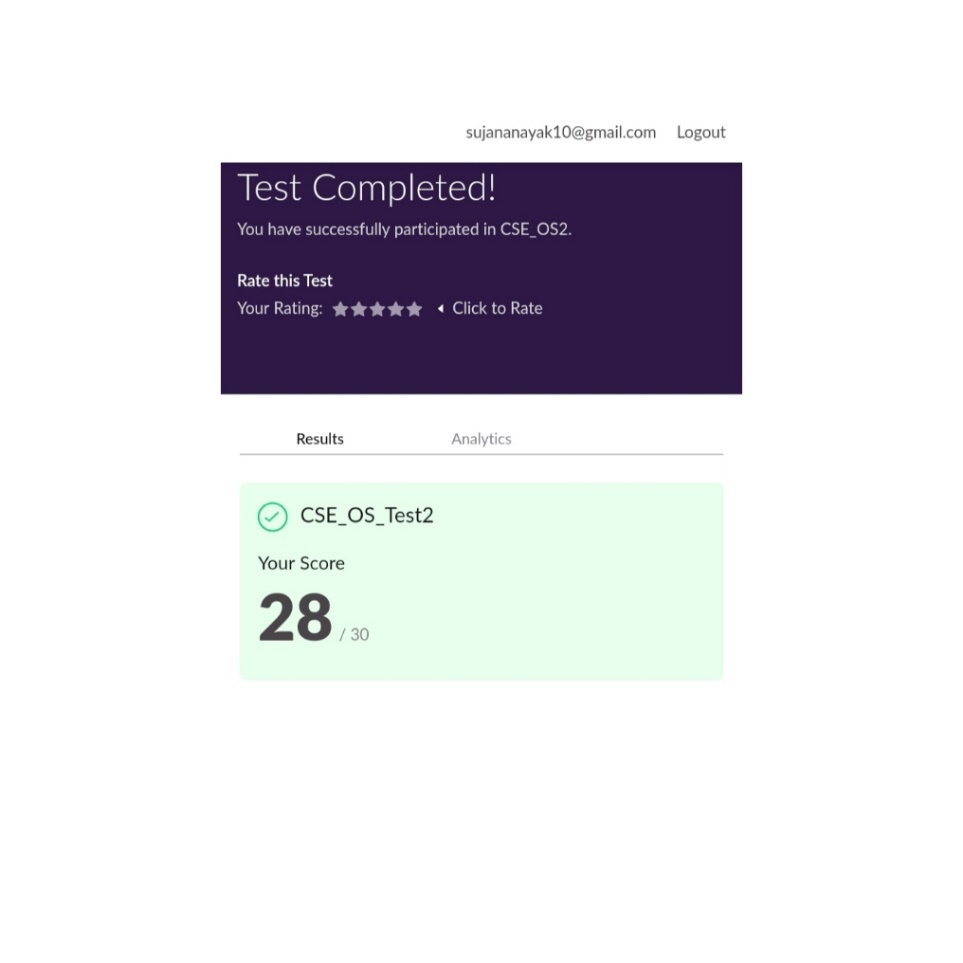 sujananayak10@gmail.com Logout
Test Completed!
You have successfully participated in CSE_OS2.
Rate this Test
Your Rating: Click to Rate
Results Analytics
CSE_OS_Test2
Your Score
28 / 30